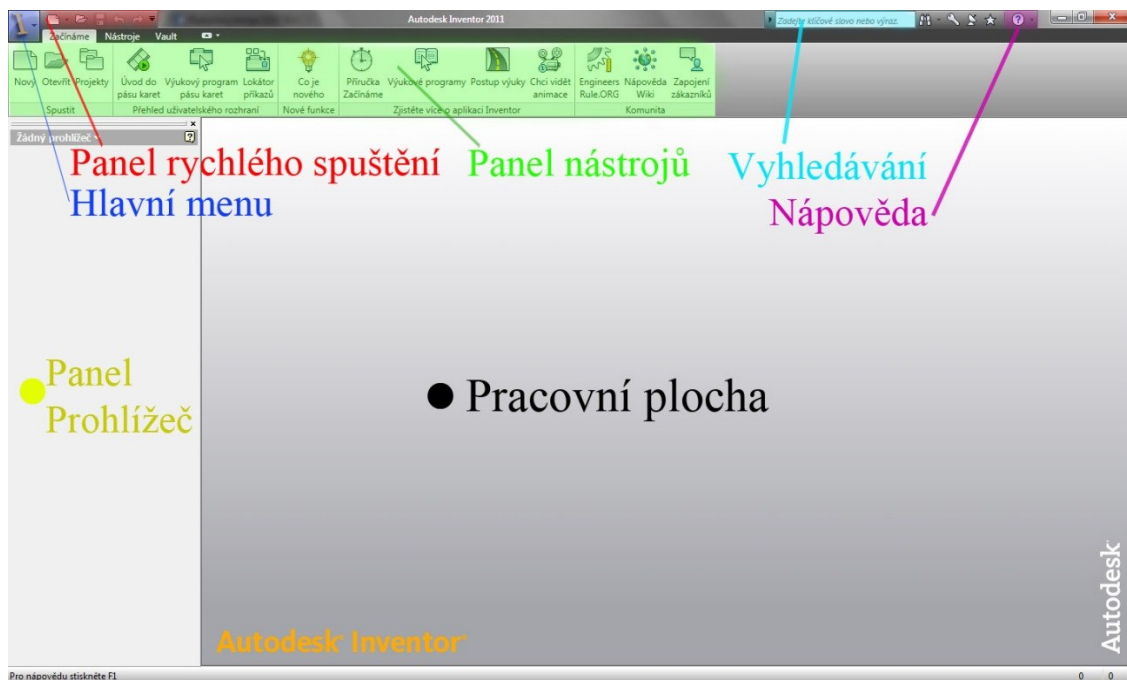 Autodesk Inventor 2011
Zadejte klíčové slovo nebo výraz.
Začínáme Nástroje Vault
Nový Otevřít Projekty Úvod do pásu karet Výukový program pásu karet Lokátor příkazů Co je nového Příručka Začínáme Výukové programy Postup výuky Chci vidět animace Engineers Rule.ORG Nápověda Wiki Zapojení zákazníků
Spustit Přehled uživatelského rozhraní Nové funkce Zjistěte více o aplikaci Inventor Komunita
Žádný prohlížeč
Panel rychlého spuštění
Panel nástrojů
Vyhledávání
Hlavní menu
Nápověda
Panel
Prohlížeč
Pracovní plocha
Autodesk
Autodesk Inventor
Pro nápovědu stiskněte F1
0 0